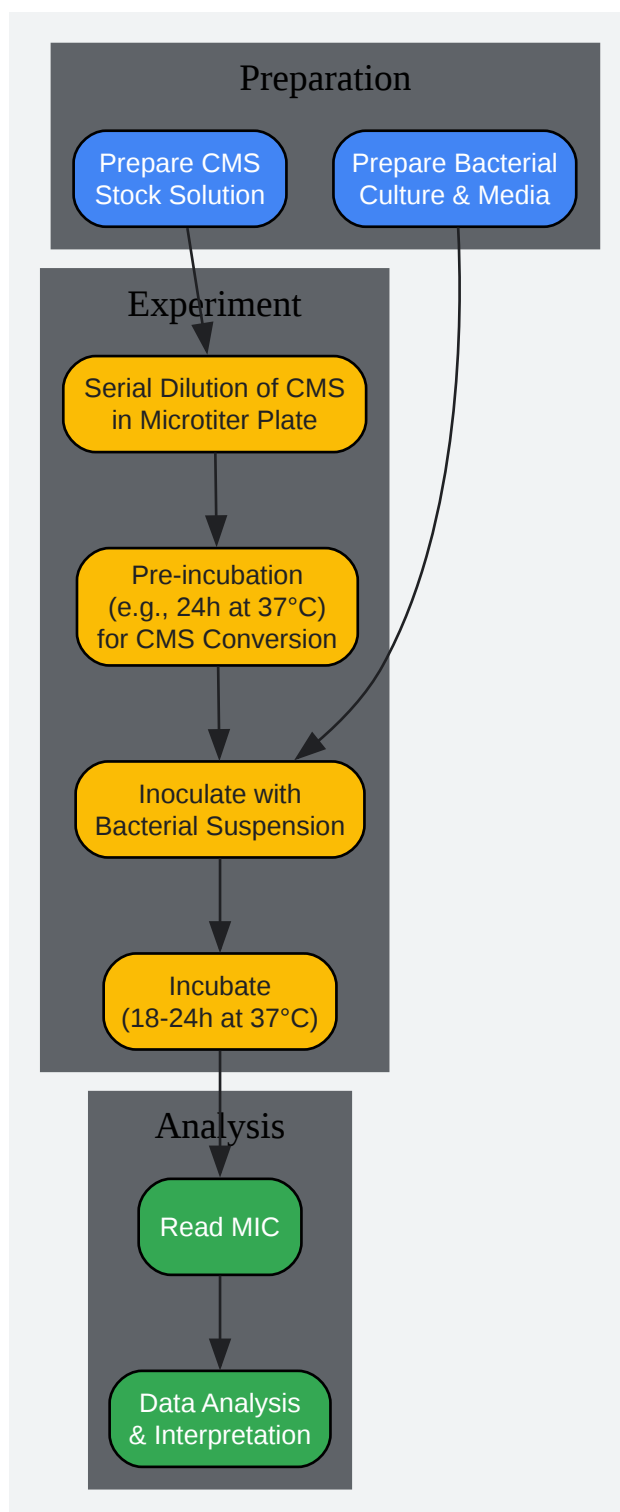 Preparation
Prepare CMS
Stock Solution
Prepare Bacterial
Culture & Media
Experiment
Serial Dilution of CMS
in Microtiter Plate
Pre-incubation
(e.g., 24h at 37°C)
for CMS Conversion
Inoculate with
Bacterial Suspension
Incubate
(18-24h at 37°C)
Analysis
Read MIC
Data Analysis
& Interpretation